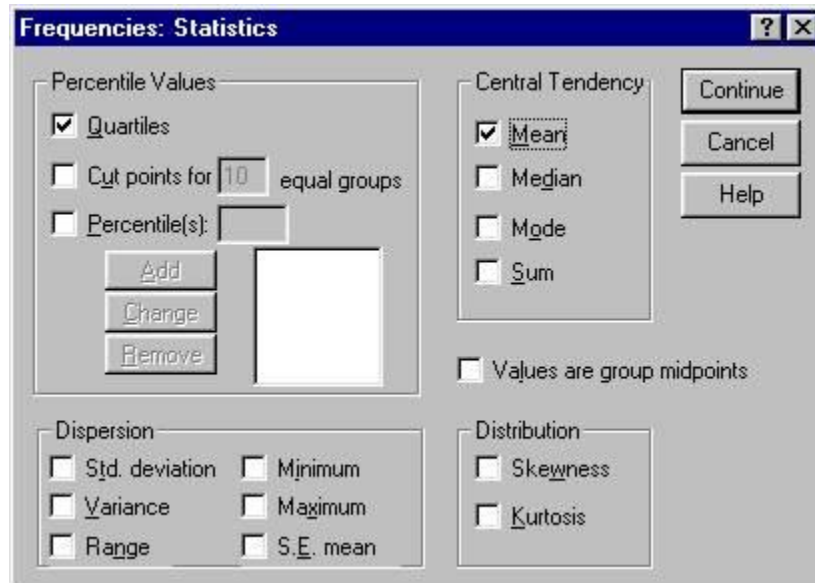 Frequencies: Statistics
Percentile Values
Quartiles
Cut points for 10 equal groups
Percentile(s):
Add
Change
Remove
Central Tendency
Mean
Median
Mode
Sum
Continue
Cancel
Help
Values are group midpoints
Dispersion
Std. deviation Minimum
Variance Maximum
Range S.E. mean
Distribution
Skewness
Kurtosis